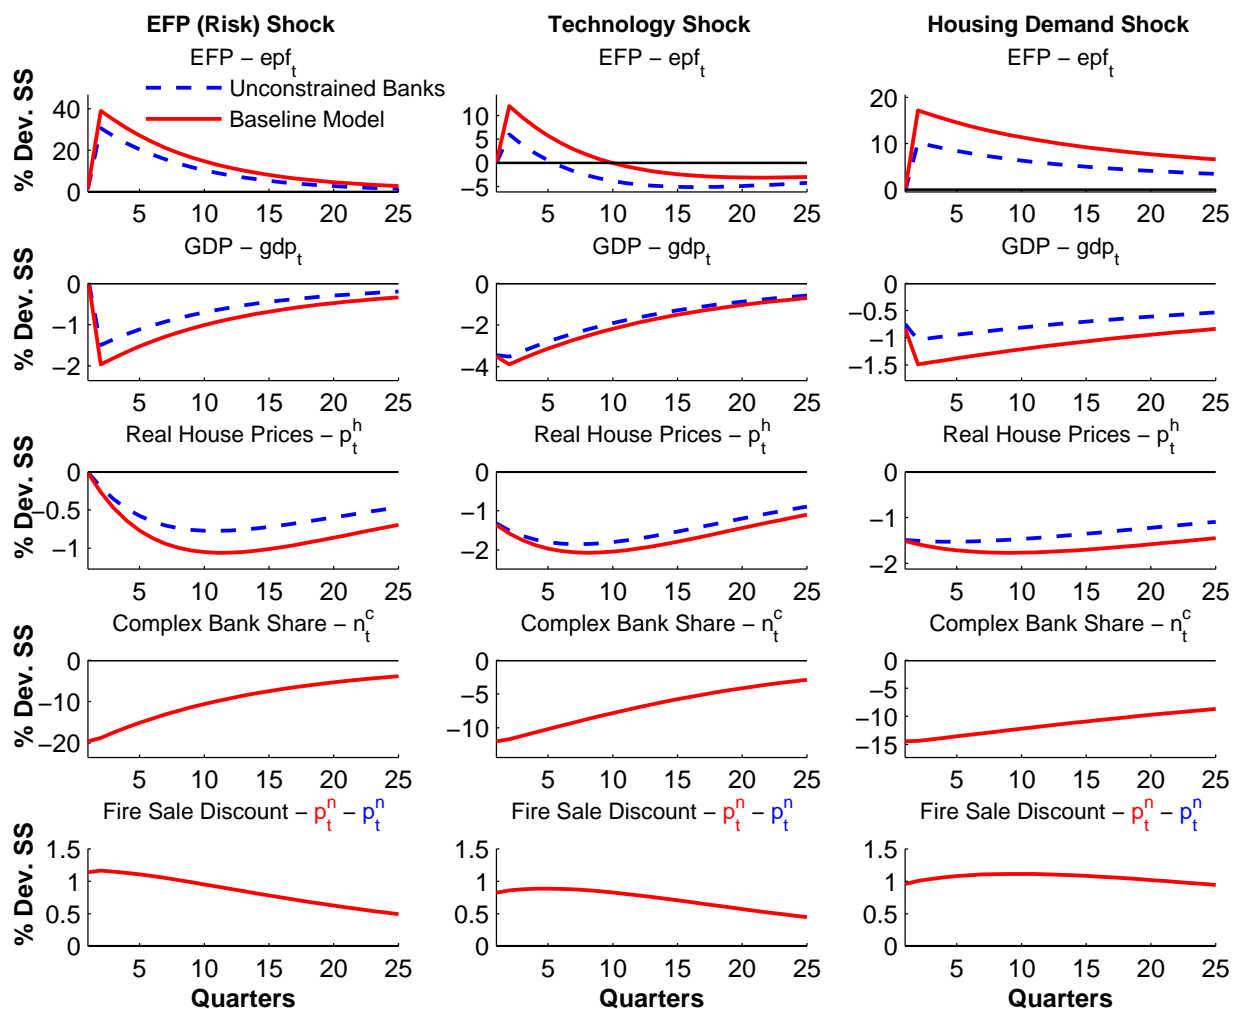 EFP (Risk) Shock Technology Shock Housing Demand Shock
EFP – epf_t EFP – epf_t EFP – epf_t
Unconstrained Banks
Baseline Model
% Dev. SS
40 20 0
10 5 0 −5
20 10 0
5 10 15 20 25 5 10 15 20 25 5 10 15 20 25
GDP – gdp_t GDP – gdp_t GDP – gdp_t
% Dev. SS
0 −1 −2
0 −2 −4
0 −0.5 −1 −1.5
5 10 15 20 25 5 10 15 20 25 5 10 15 20 25
Real House Prices – p_t^h Real House Prices – p_t^h Real House Prices – p_t^h
% Dev. SS
0 −0.5 −1
0 −1 −2
0 −1 −2
5 10 15 20 25 5 10 15 20 25 5 10 15 20 25
Complex Bank Share – n_t^c Complex Bank Share – n_t^c Complex Bank Share – n_t^c
% Dev. SS
0 −10 −20
0 −5 −10
0 −5 −10 −15
5 10 15 20 25 5 10 15 20 25 5 10 15 20 25
Fire Sale Discount – p_t^n – p_t^n Fire Sale Discount – p_t^n – p_t^n Fire Sale Discount – p_t^n – p_t^n
% Dev. SS
1.5 1 0.5 0
1.5 1 0.5 0
1.5 1 0.5 0
5 10 15 20 25 5 10 15 20 25 5 10 15 20 25
Quarters Quarters Quarters